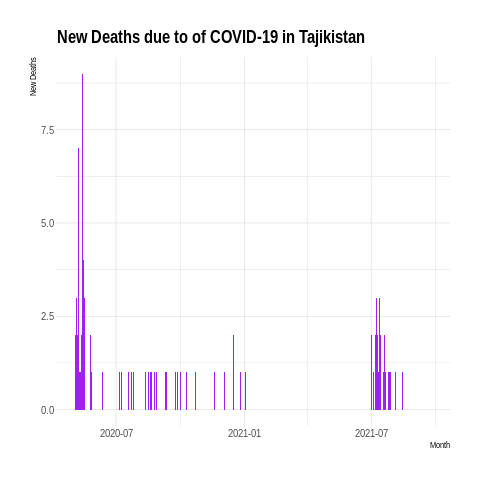 New Deaths due to of COVID-19 in Tajikistan
New Deaths
7.5
5.0
2.5
0.0
2020-07
2021-01
2021-07
Month